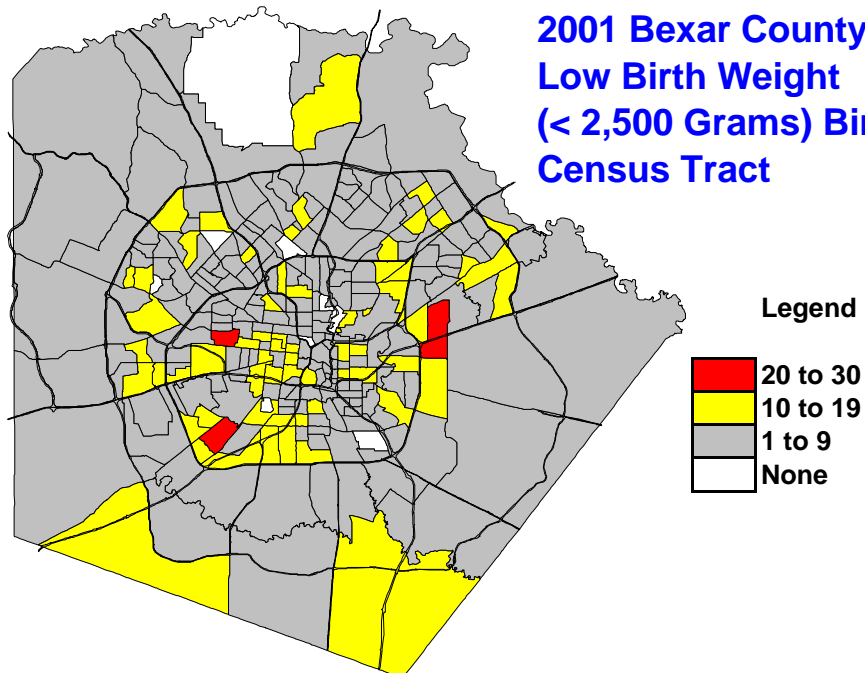 2001 Bexar County
Low Birth Weight
(< 2,500 Grams)
Census Tract
Legend
20 to 30
10 to 19
1 to 9
None